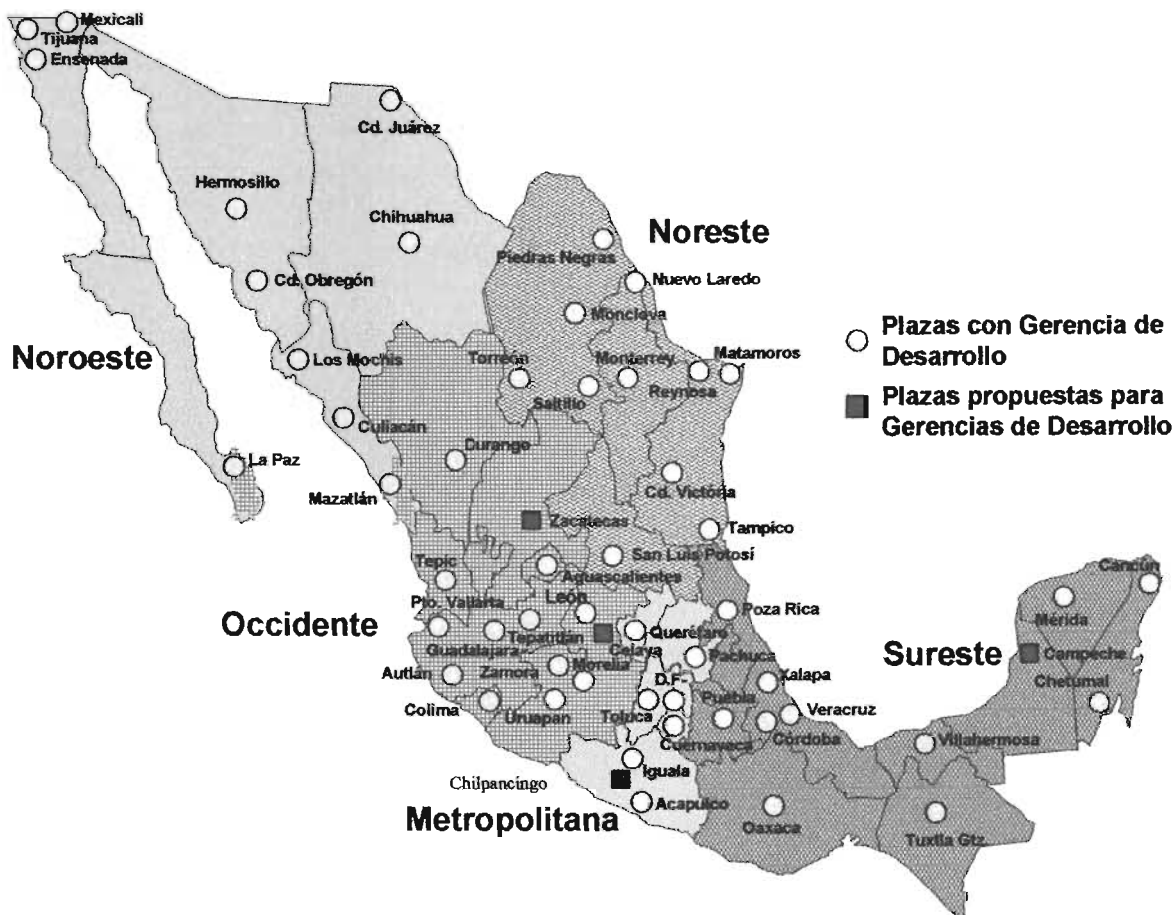 Mexicali
Tijuana
Ensenada
Cd. Juárez
Hermosillo
Chihuahua
Noreste
Piedras Negras
Nuevo Laredo
Cd. Obregón
Monclova
Plazas con Gerencia de
Desarrollo
Noroeste
Los Mochis
Torreón
Monterrey
Matamoros
Reynosa
Saltillo
Plazas propuestas para
Gerencias de Desarrollo
Culiacán
Durango
La Paz
Cd. Victória
Mazatlán
Zacatecas
Tampico
San Luis Potosí
Tepic
Aguascalientes
Cancún
León
Pto. Vallarta
Poza Rica
Mérida
Occidente
Tepatitlán
Querétaro
Guadalajara
Celaya
Pachuca
Sureste
Campeche
Autlán
Zamora
Morelia
D.F.
Xalapa
Chetumal
Puebla
Colima
Uruapan
Toluca
Veracruz
Cuernavaca
Córdoba
Villahermosa
Iguala
Chilpancingo
Acapulco
Metropolitana
Oaxaca
Tuxtla Gtz.